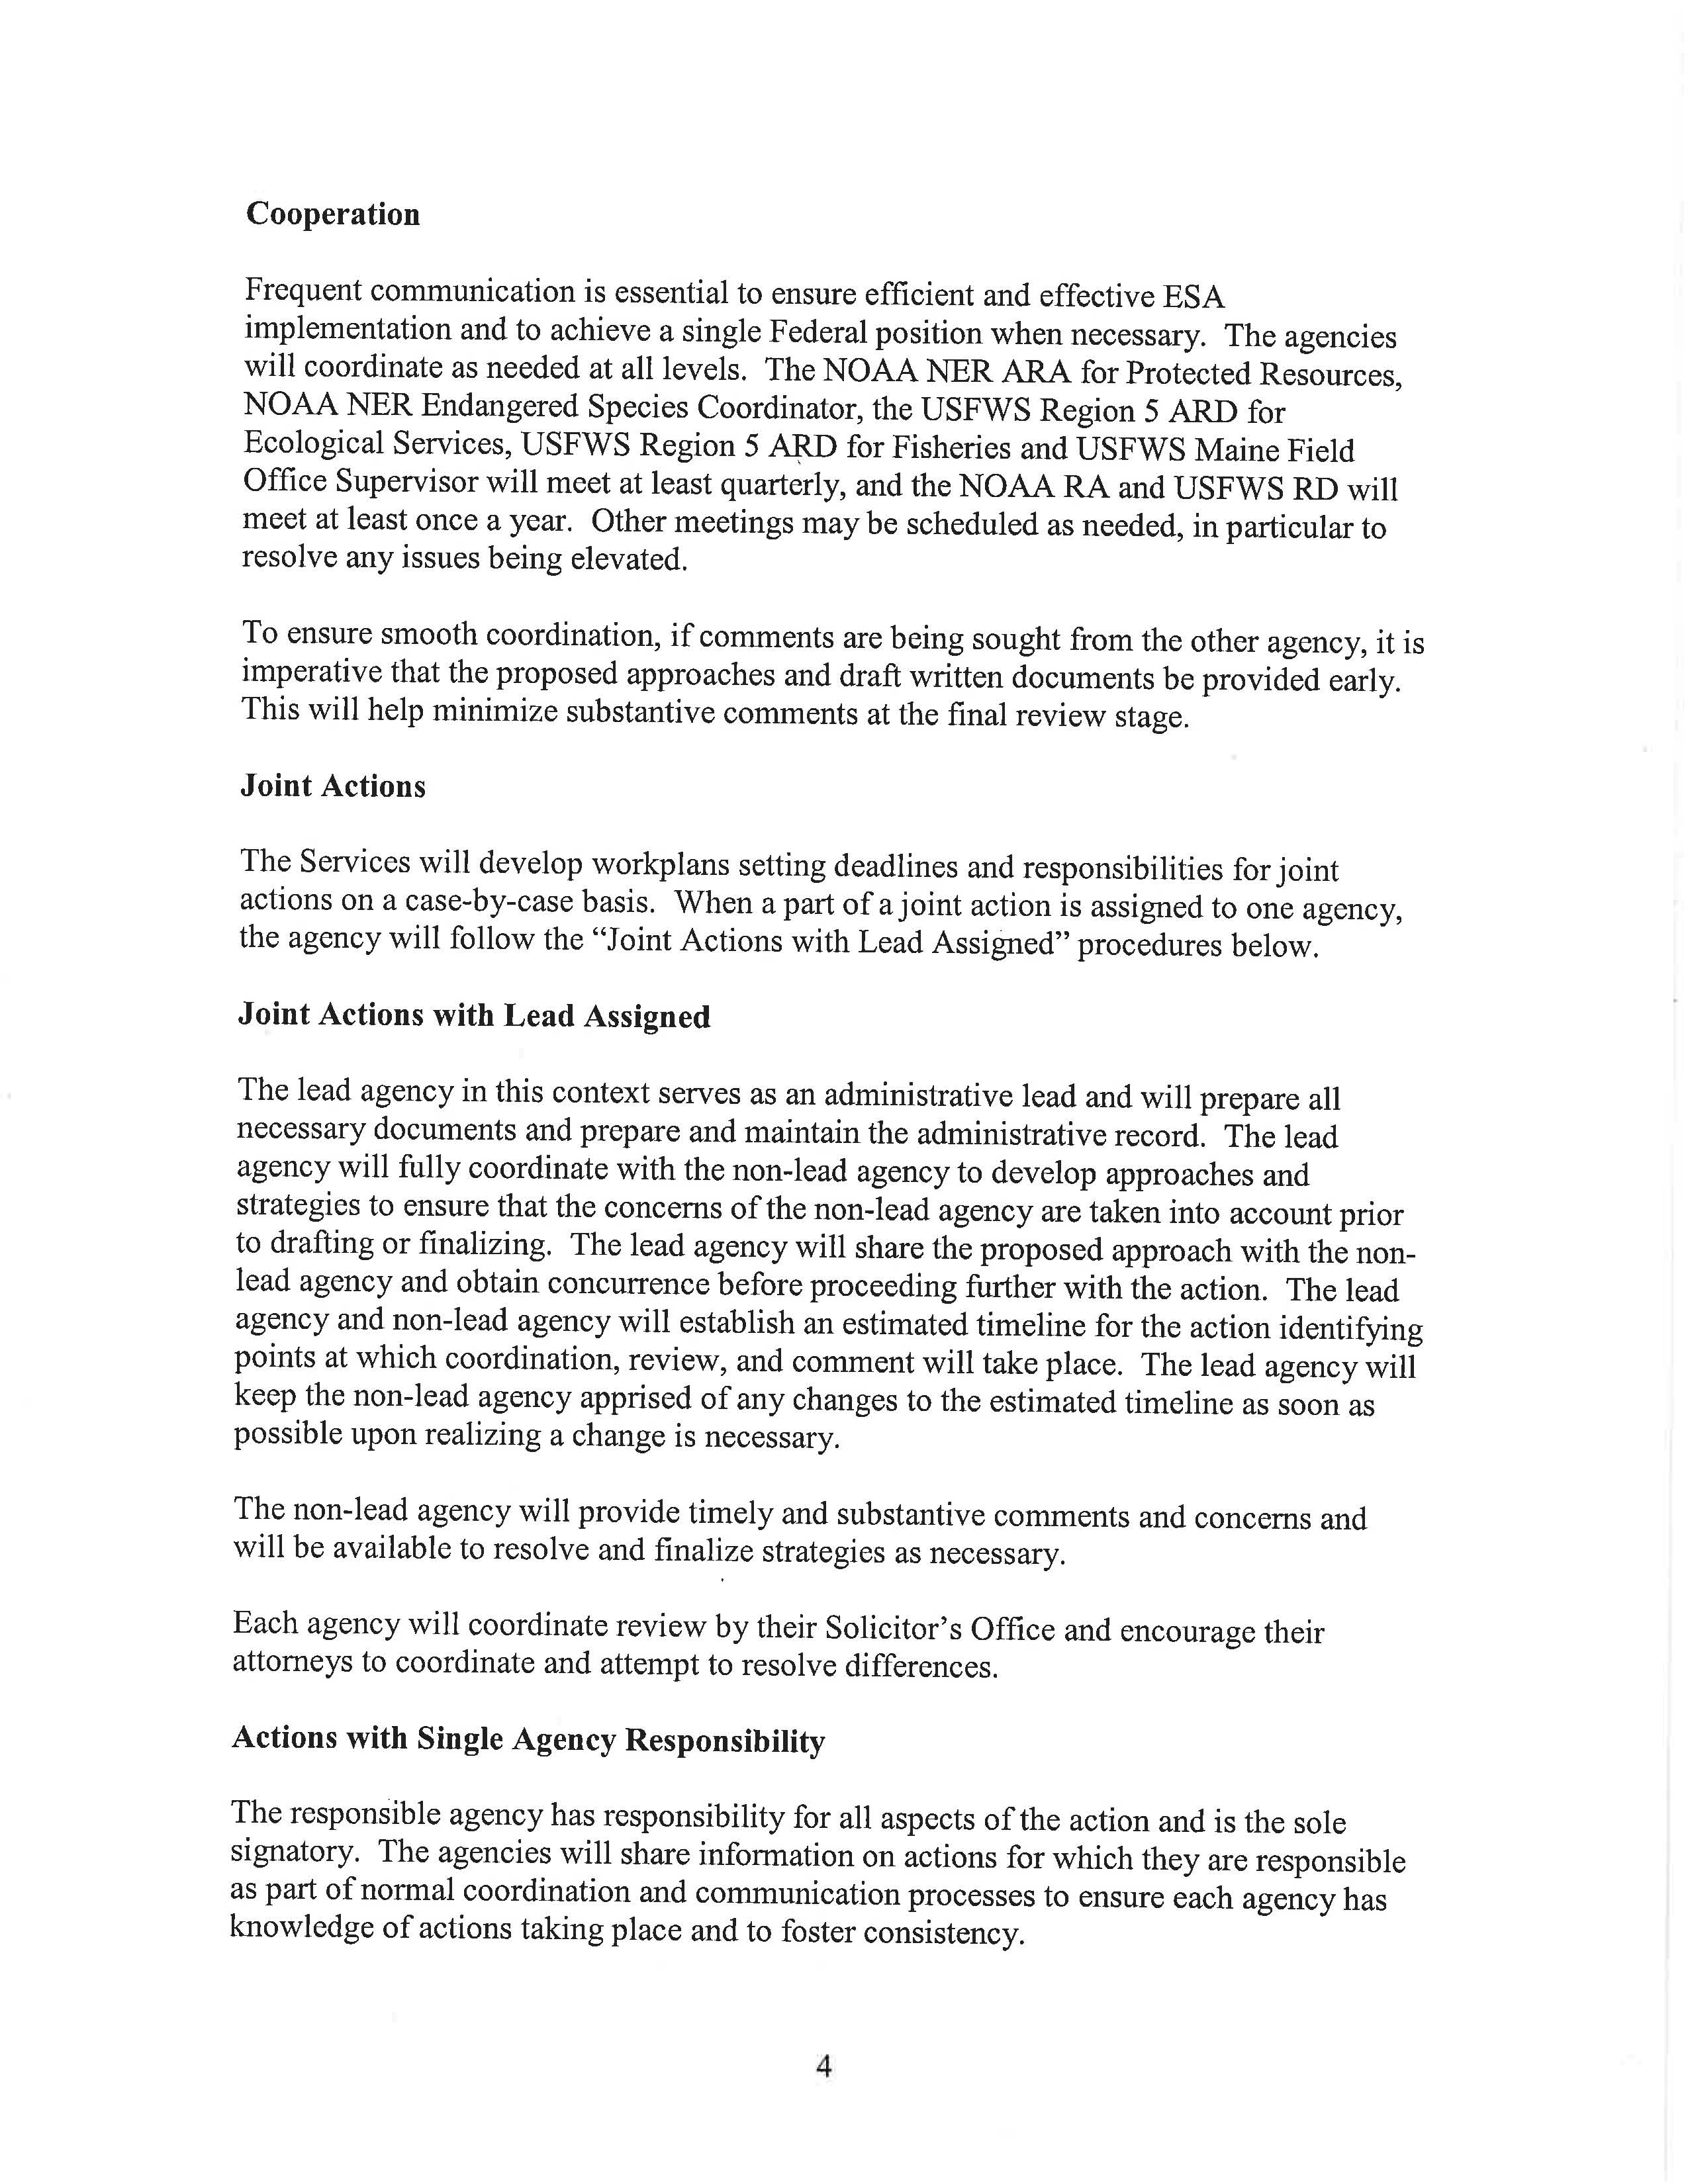 Cooperation
Frequent communication is essential to ensure efficient and effective ESA
implementation and to achieve a single Federal position when necessary. The agencies
will coordinate as needed at all levels. The NOAA NER ARA for Protected Resources,
NOAA NER Endangered Species Coordinator, the USFWS Region 5 ARD for
Ecological Services, USFWS Region 5 ARD for Fisheries and USFWS Maine Field
Office Supervisor will meet at least quarterly, and the NOAA RA and USFWS RD will
meet at least once a year. Other meetings may be scheduled as needed, in particular to
resolve any issues being elevated.
To ensure smooth coordination, if comments are being sought from the other agency, it is
imperative that the proposed approaches and draft written documents be provided early.
This will help minimize substantive comments at the final review stage.
Joint Actions
The Services will develop workplans setting deadlines and responsibilities for joint
actions on a case-by-case basis. When a part of a joint action is assigned to one agency,
the agency will follow the “Joint Actions with Lead Assigned” procedures below.
Joint Actions with Lead Assigned
The lead agency in this context serves as an administrative lead and will prepare all
necessary documents and prepare and maintain the administrative record. The lead
agency will fully coordinate with the non-lead agency to develop approaches and
strategies to ensure that the concerns of the non-lead agency are taken into account prior
to drafting or finalizing. The lead agency will share the proposed approach with the non-
lead agency and obtain concurrence before proceeding further with the action. The lead
agency and non-lead agency will establish an estimated timeline for the action identifying
points at which coordination, review, and comment will take place. The lead agency will
keep the non-lead agency apprised of any changes to the estimated timeline as soon as
possible upon realizing a change is necessary.
The non-lead agency will provide timely and substantive comments and concerns and
will be available to resolve and finalize strategies as necessary.
Each agency will coordinate review by their Solicitor’s Office and encourage their
attorneys to coordinate and attempt to resolve differences.
Actions with Single Agency Responsibility
The responsible agency has responsibility for all aspects of the action and is the sole
signatory. The agencies will share information on actions for which they are responsible
as part of normal coordination and communication processes to ensure each agency has
knowledge of actions taking place and to foster consistency.
4